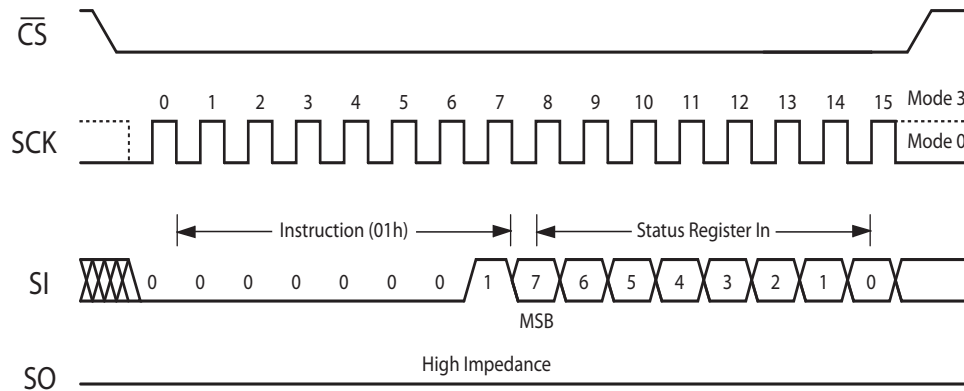 CS
0 1 2 3 4 5 6 7 8 9 10 11 12 13 14 15 Mode 3
SCK
Mode 0
Instruction (01h) Status Register In
SI 0 0 0 0 0 0 0 1 7 6 5 4 3 2 1 0
MSB
High Impedance
SO